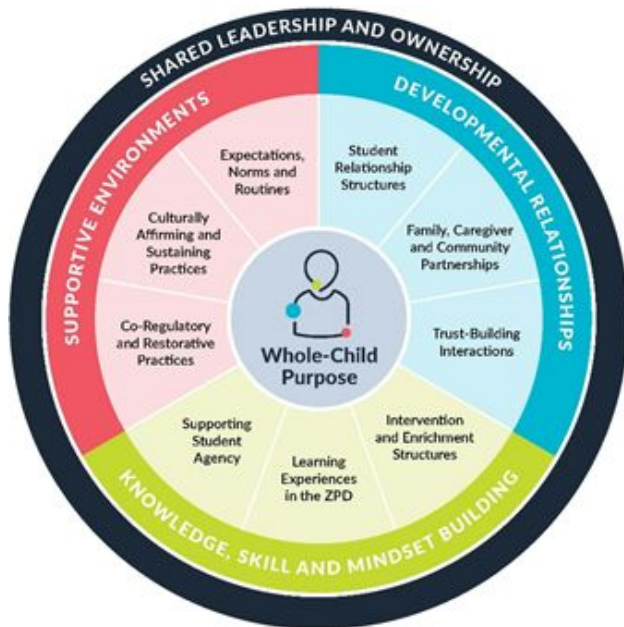 SHARED LEADERSHIP AND OWNERSHIP
SUPPORTIVE ENVIRONMENTS
DEVELOPMENTAL RELATIONSHIPS
Expectations,
Norms and
Routines
Student
Relationship
Structures
Culturally
Affirming and
Sustaining
Practices
Family, Caregiver
and Community
Partnerships
Co-Regulatory
and Restorative
Practices
Whole-Child
Purpose
Trust-Building
Interactions
Supporting
Student
Agency
Learning
Experiences
in the ZPD
Intervention
and Enrichment
Structures
KNOWLEDGE, SKILL AND MINDSET BUILDING